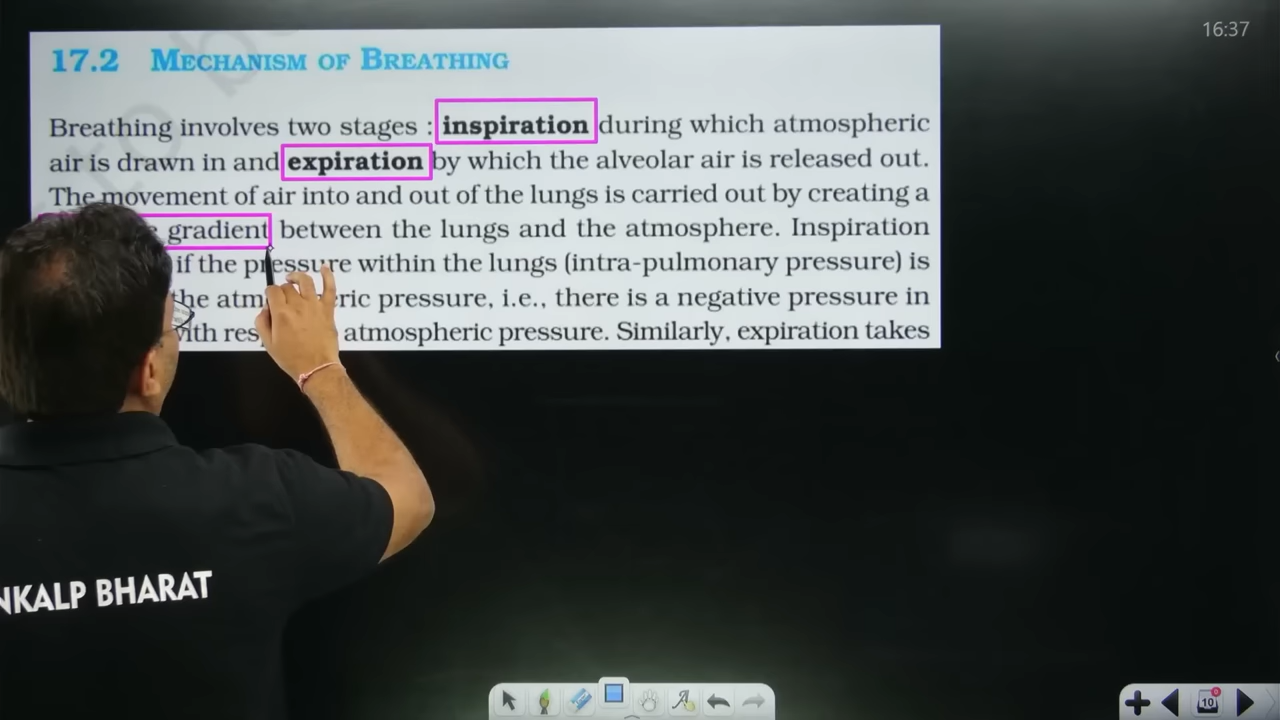 16:37
17.2 MECHANISM OF BREATHING
Breathing involves two stages : inspiration during which atmospheric
air is drawn in and expiration by which the alveolar air is released out.
The movement of air into and out of the lungs is carried out by creating a
gradient between the lungs and the atmosphere. Inspiration
if the pressure within the lungs (intra-pulmonary pressure) is
the atm eric pressure, i.e., there is a negative pressure in
with res atmospheric pressure. Similarly, expiration takes
NKALP BHARAT
10